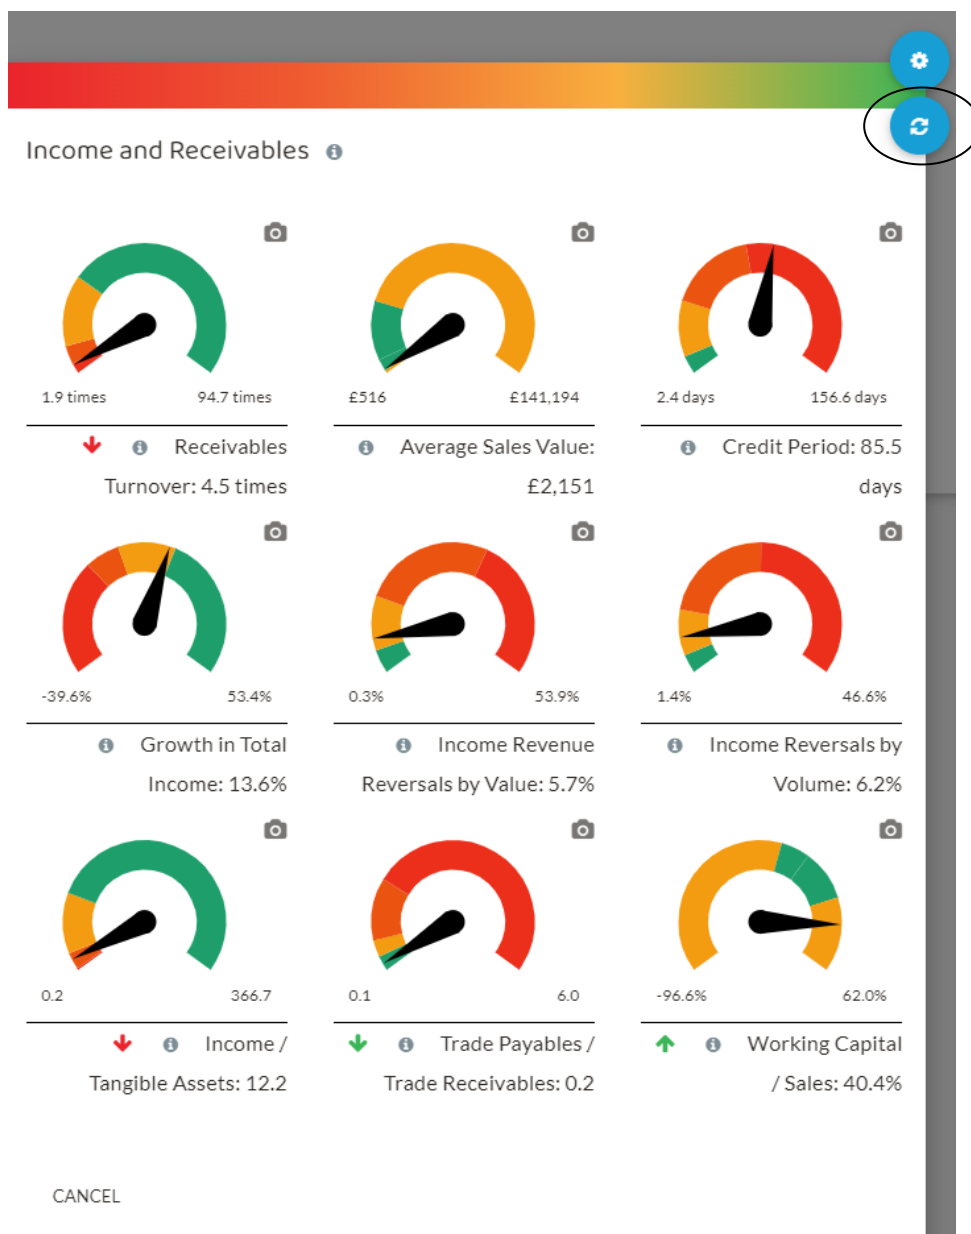 Income and Receivables
1.9 times 94.7 times
£516 £141,194
2.4 days 156.6 days
Receivables
Turnover: 4.5 times
Average Sales Value:
£2,151
Credit Period: 85.5
days
-39.6% 53.4%
0.3% 53.9%
1.4% 46.6%
Growth in Total
Income: 13.6%
Income Revenue
Reversals by Value: 5.7%
Income Reversals by
Volume: 6.2%
0.2 366.7
0.1 6.0
-96.6% 62.0%
Income /
Tangible Assets: 12.2
Trade Payables /
Trade Receivables: 0.2
Working Capital
/ Sales: 40.4%
CANCEL